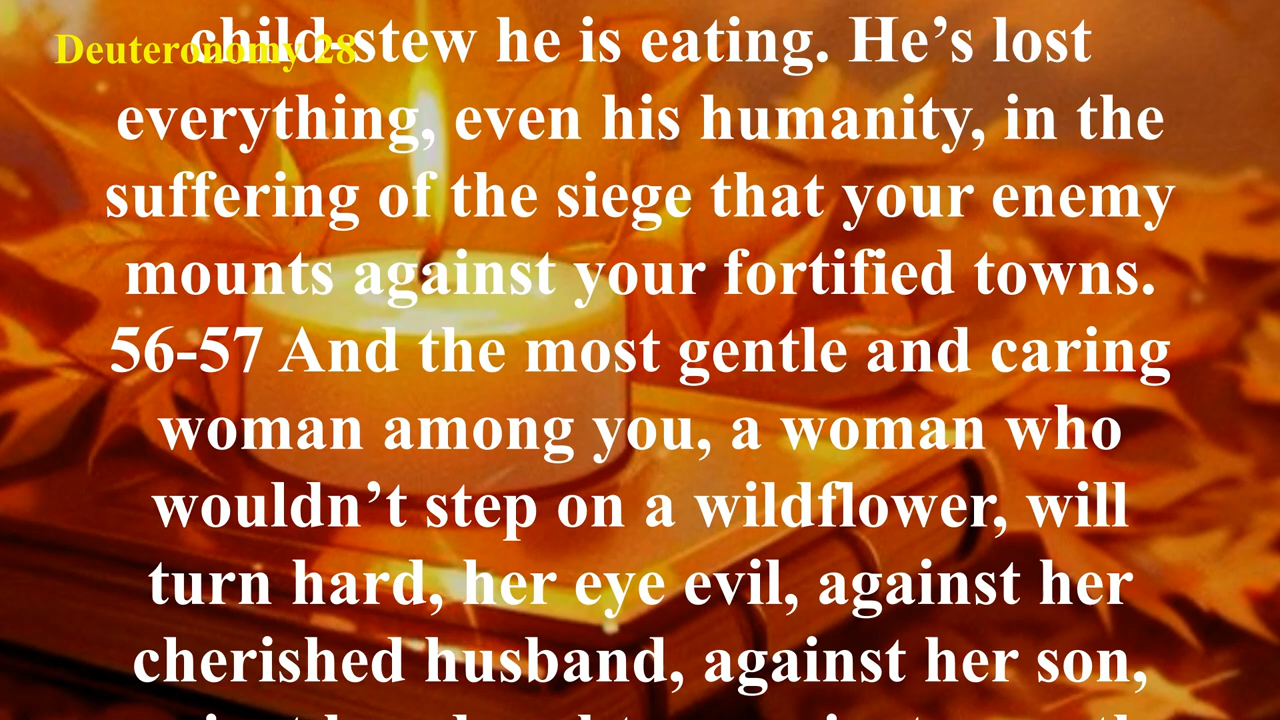 Deuteronomy 28
child-stew he is eating. He’s lost
everything, even his humanity, in the
suffering of the siege that your enemy
mounts against your fortified towns.
56-57 And the most gentle and caring
woman among you, a woman who
wouldn’t step on a wildflower, will
turn hard, her eye evil, against her
cherished husband, against her son,